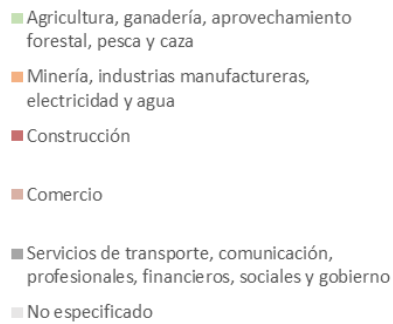 Agricultura, ganadería, aprovechamiento
forestal, pesca y caza
Minería, industrias manufactureras,
electricidad y agua
Construcción
Comercio
Servicios de transporte, comunicación,
profesionales, financieros, sociales y gobierno
No especificado